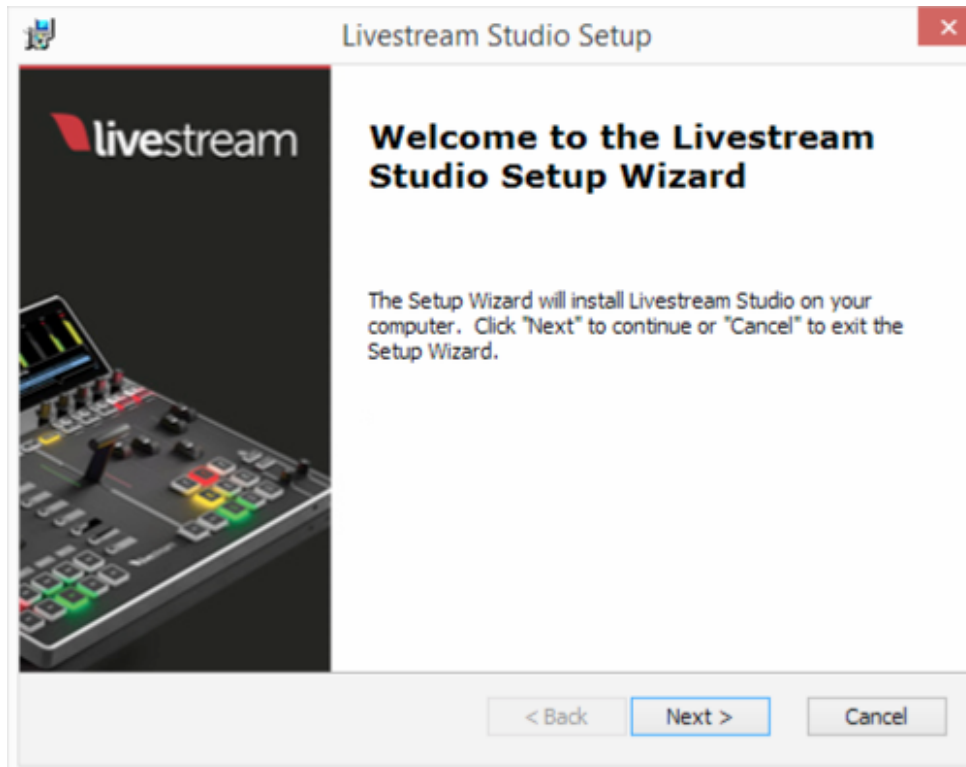 Livestream Studio Setup
livestream
Welcome to the Livestream
Studio Setup Wizard
The Setup Wizard will install Livestream Studio on your
computer.  Click "Next" to continue or "Cancel" to exit the
Setup Wizard.
< Back
Next >
Cancel